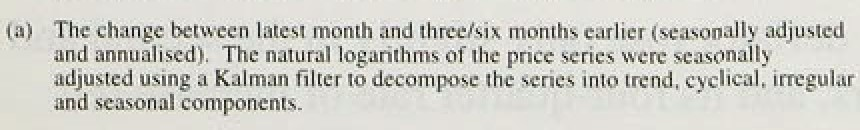 (a) The change between latest month and three/six months earlier (seasonally adjusted
and annualised). The natural logarithms of the price series were seasonally
adjusted using a Kalman filter to decompose the series into trend, cyclical, irregular
and seasonal components.